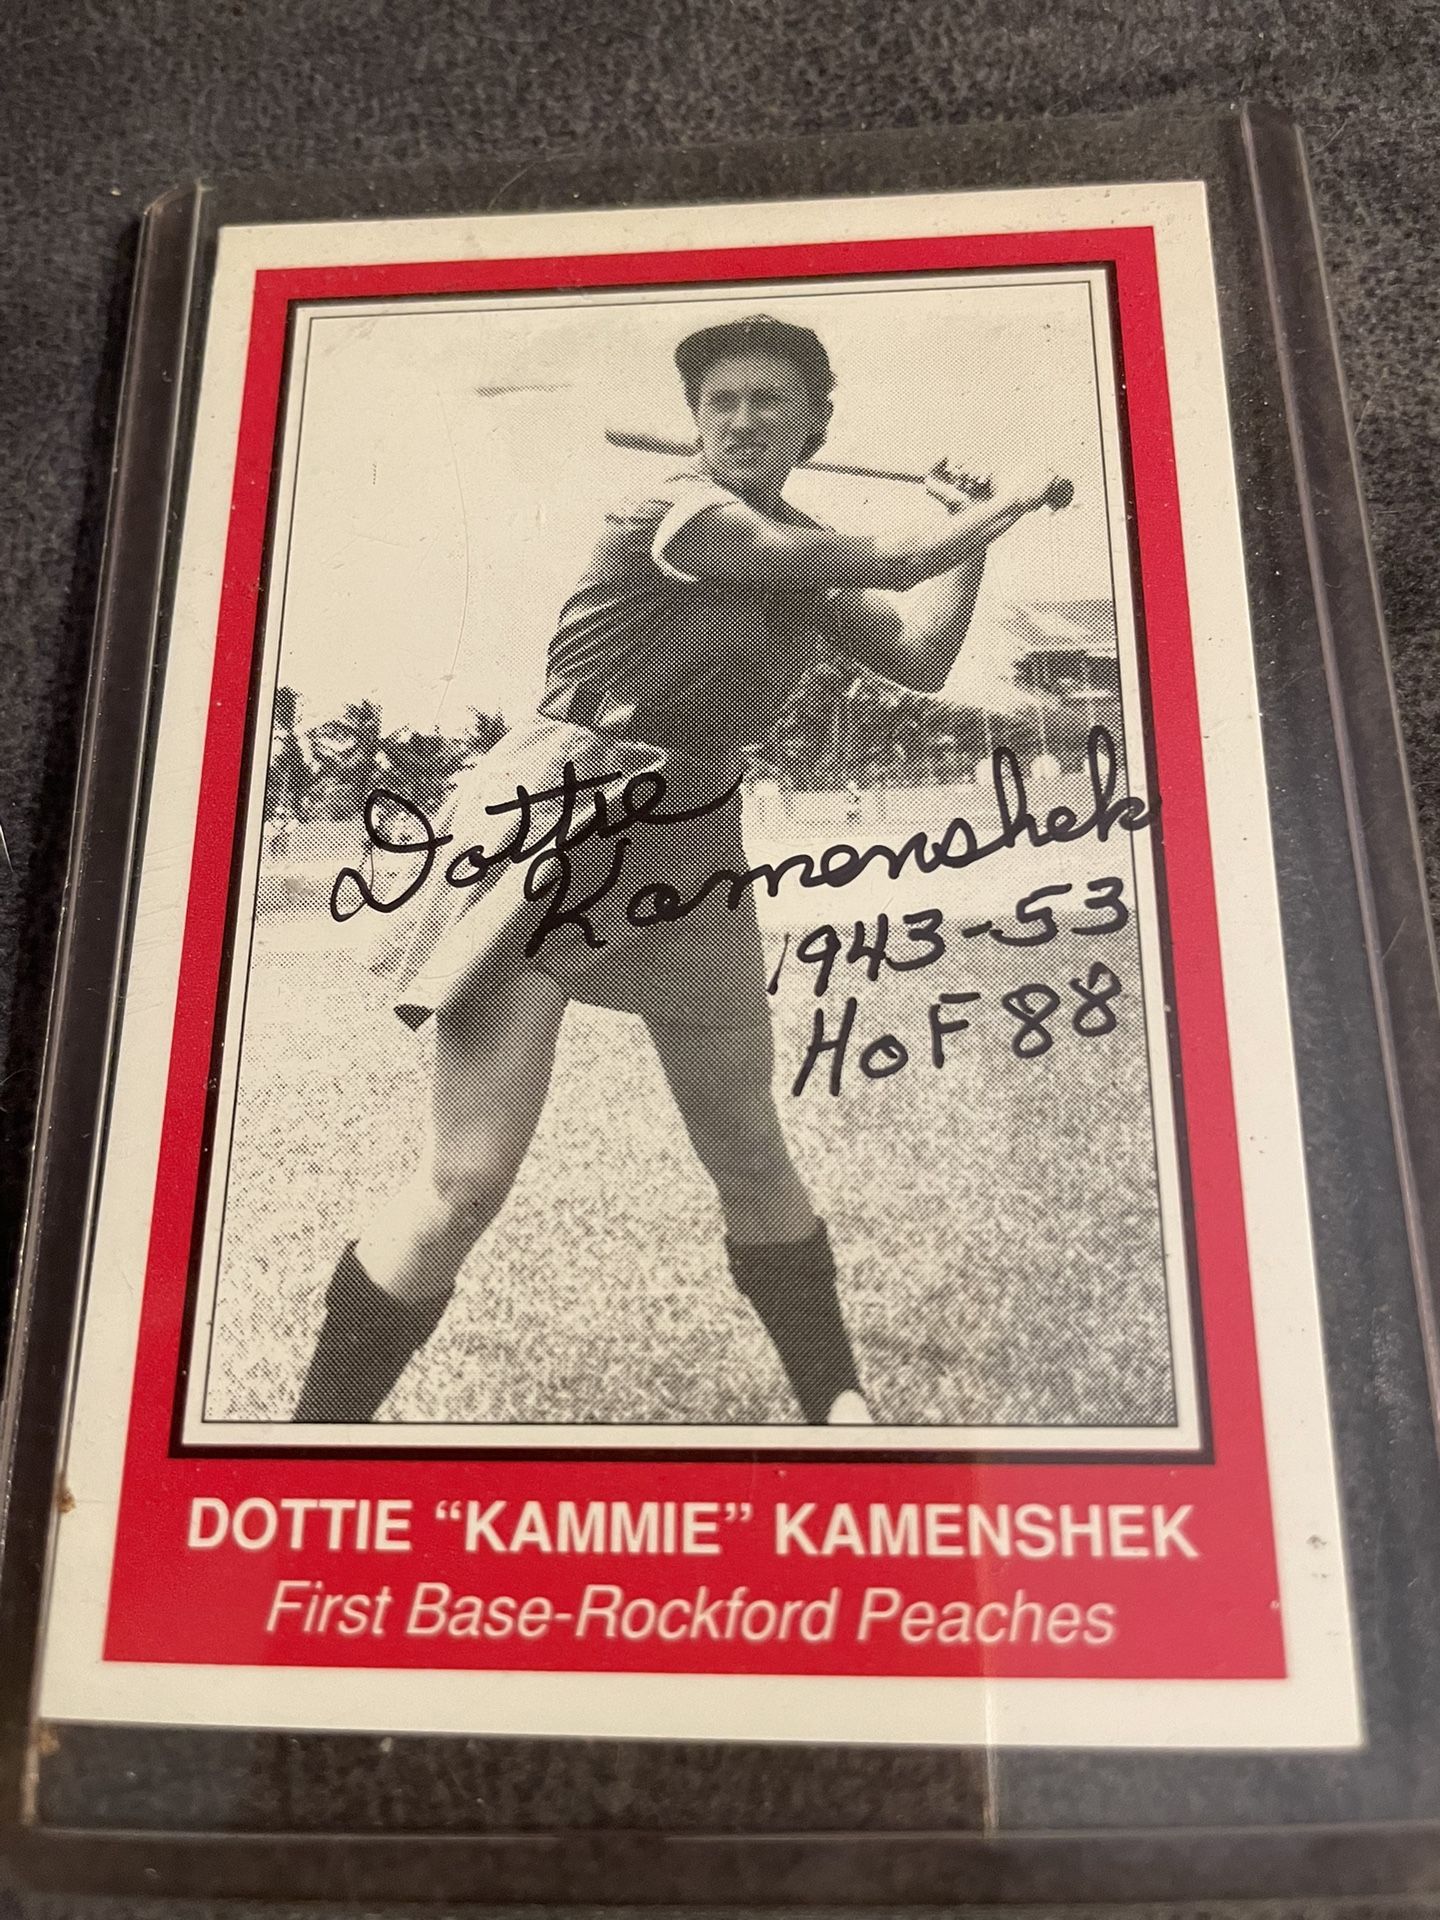 Dottie
Kamenshek
1943-53
HoF 88
DOTTIE “KAMMIE” KAMENSHEK
First Base-Rockford Peaches